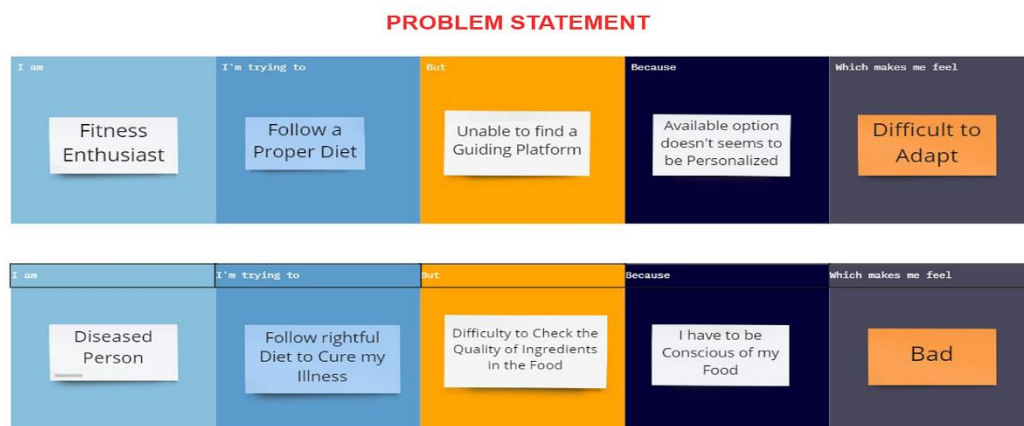 PROBLEM STATEMENT
I am
Fitness
Enthusiast
I'm trying to
Follow a
Proper Diet
But
Unable to find a
Guiding Platform
Because
Available option
doesn't seems to
be Personalized
Which makes me feel
Difficult to
Adapt
I am
Diseased
Person
I'm trying to
Follow rightful
Diet to Cure my
Illness
But
Difficulty to Check the
Quality of Ingredients
in the Food
Because
I have to be
Conscious of my
Food
Which makes me feel
Bad